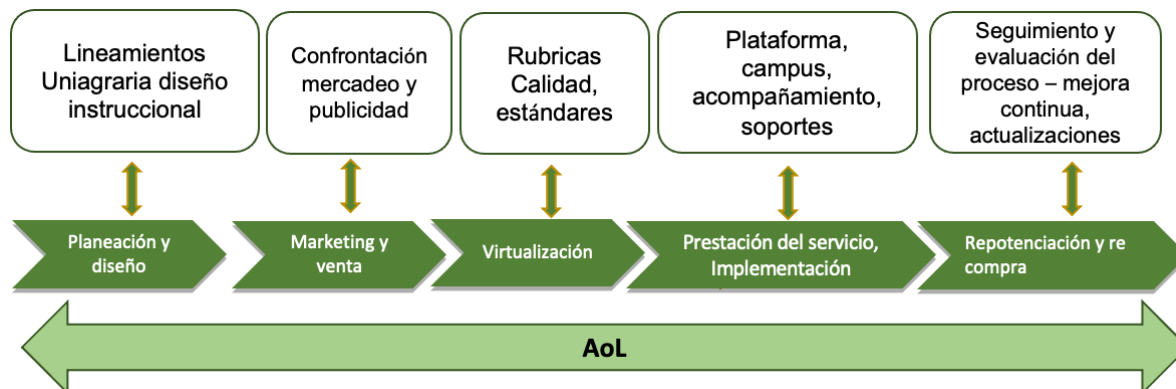 Lineamientos
Uniagraria diseño
instruccional
Confrontación
mercadeo y
publicidad
Rubricas
Calidad,
estándares
Plataforma,
campus,
acompañamiento,
soportes
Seguimiento y
evaluación del
proceso – mejora
continua,
actualizaciones
Planeación y
diseño
Marketing y
venta
Virtualización
Prestación del servicio,
Implementación
Repotenciación y re
compra
AoL